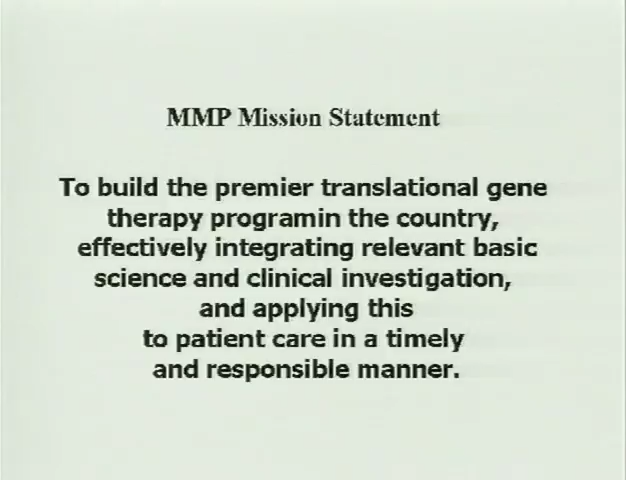 MMP Mission Statement
To build the premier translational gene
therapy programin the country,
effectively integrating relevant basic
science and clinical investigation,
and applying this
to patient care in a timely
and responsible manner.